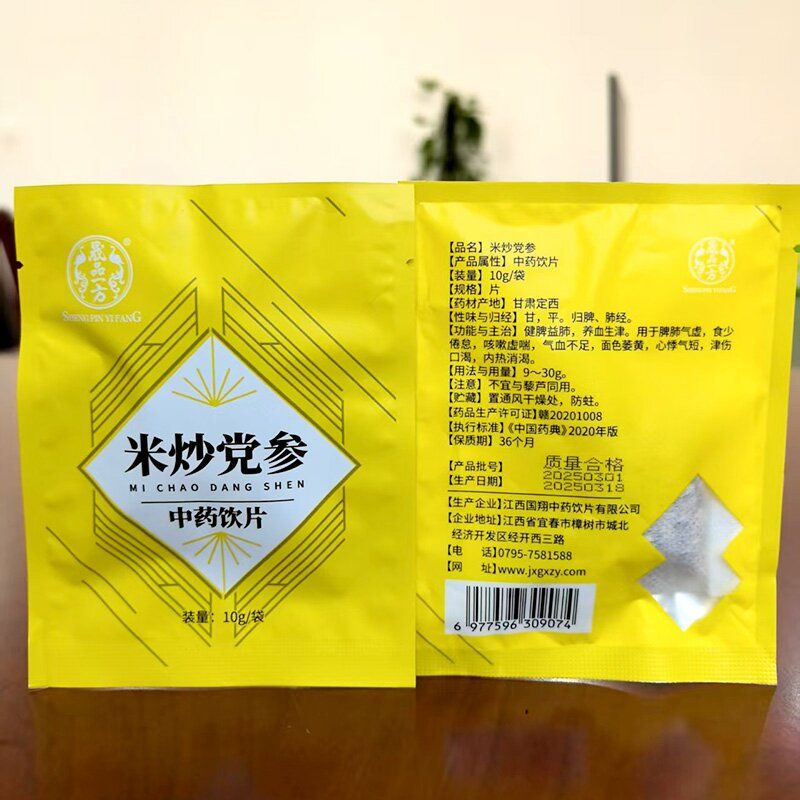 晟品一方
SHENG PIN YI FANG
米炒党参
MI CHAO DANG SHEN
中药饮片
装量：10g/袋
晟品一方
SHENG PIN YI FANG
【品名】米炒党参
【产品属性】中药饮片
【装量】10g/袋
【规格】片
【药材产地】甘肃定西
【性味与归经】甘，平。归脾、肺经。
【功能与主治】健脾益肺，养血生津。用于脾肺气虚，食少
倦怠，咳嗽虚喘，气血不足，面色萎黄，心悸气短，津伤
口渴，内热消渴。
【用法与用量】9～30g。
【注意】不宜与藜芦同用。
【贮藏】置通风干燥处，防蛀。
【药品生产许可证】赣20201008
【执行标准】《中国药典》2020年版
【保质期】36个月
质量合格
【产品批号】20250301
【生产日期】20250318
【生产企业】江西国翔中药饮片有限公司
【企业地址】江西省宜春市樟树市城北
经济开发区经开西三路
【电 话】0795-7581588
【网 址】www.jxgxzy.com
6 977596 309074